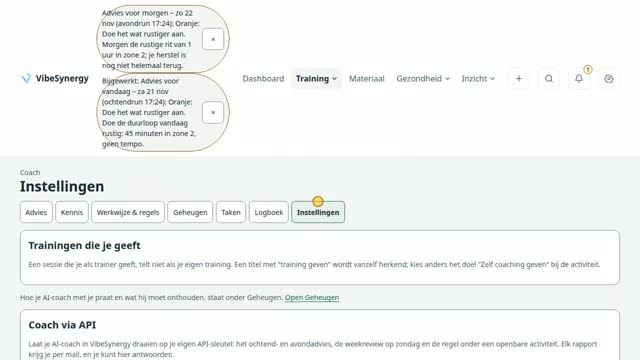 Advies voor morgen – zo 22
nov (avondrun 17:24): Oranje:
Doe het wat rustiger aan.
Morgen de rustige rit van 1
uur in zone 2; je herstel is
nog niet helemaal terug.
×
Bijgewerkt: Advies voor
vandaag – za 21 nov
(ochtendrun 17:24): Oranje:
Doe het wat rustiger aan.
Doe de duurloop vandaag
rustig: 45 minuten in zone 2,
geen tempo.
×
VibeSynergy
Dashboard Training Materiaal Gezondheid Inzicht + 1
Coach
Instellingen
Advies Kennis Werkwijze & regels Geheugen Taken Logboek Instellingen
Trainingen die je geeft
Een sessie die je als trainer geeft, telt niet als je eigen training. Een titel met "training geven" wordt vanzelf herkend; kies anders het doel "Zelf coaching geven" bij de activiteit.
Hoe je AI-coach met je praat en wat hij moet onthouden, staat onder Geheugen. Open Geheugen
Coach via API
Laat je AI-coach in VibeSynergy draaien op je eigen API-sleutel: het ochtend- en avondadvies, de weekreview op zondag en de regel onder een openbare activiteit. Elk rapport
krijg je per mail, en je kunt hier antwoorden.